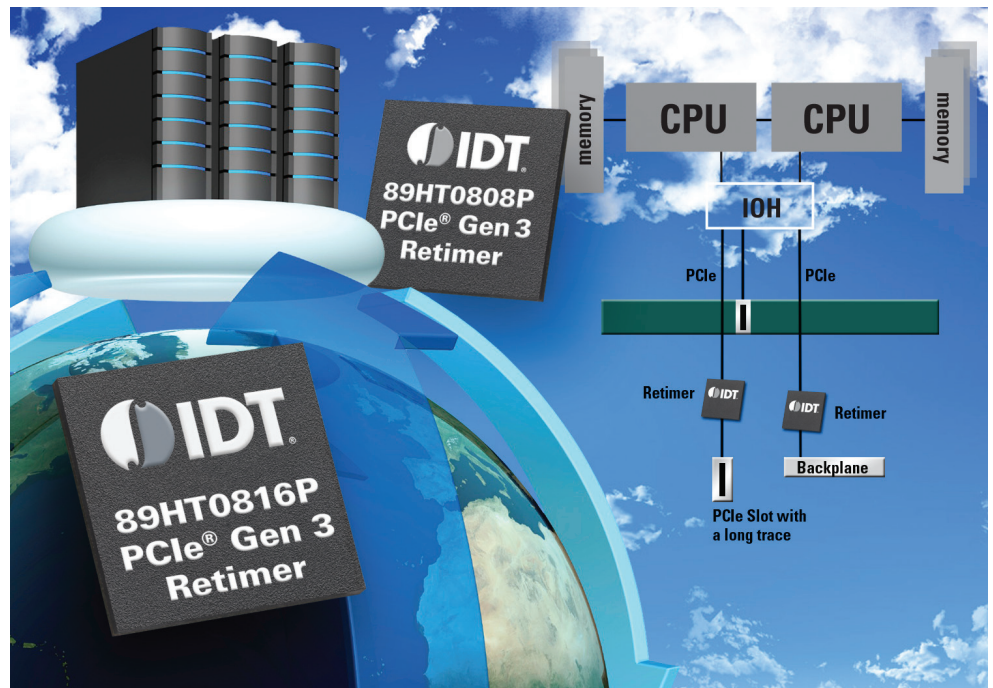 IDT.
89HT0808P
PCIe® Gen 3
Retimer
IDT.
89HT0816P
PCIe® Gen 3
Retimer
memory
CPU
CPU
memory
IOH
PCIe
PCIe
Retimer
IDT
IDT
Retimer
Backplane
PCIe Slot with
a long trace